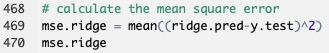 468 # calculate the mean square error
469 mse.ridge = mean((ridge.pred-y.test)^2)
470 mse.ridge